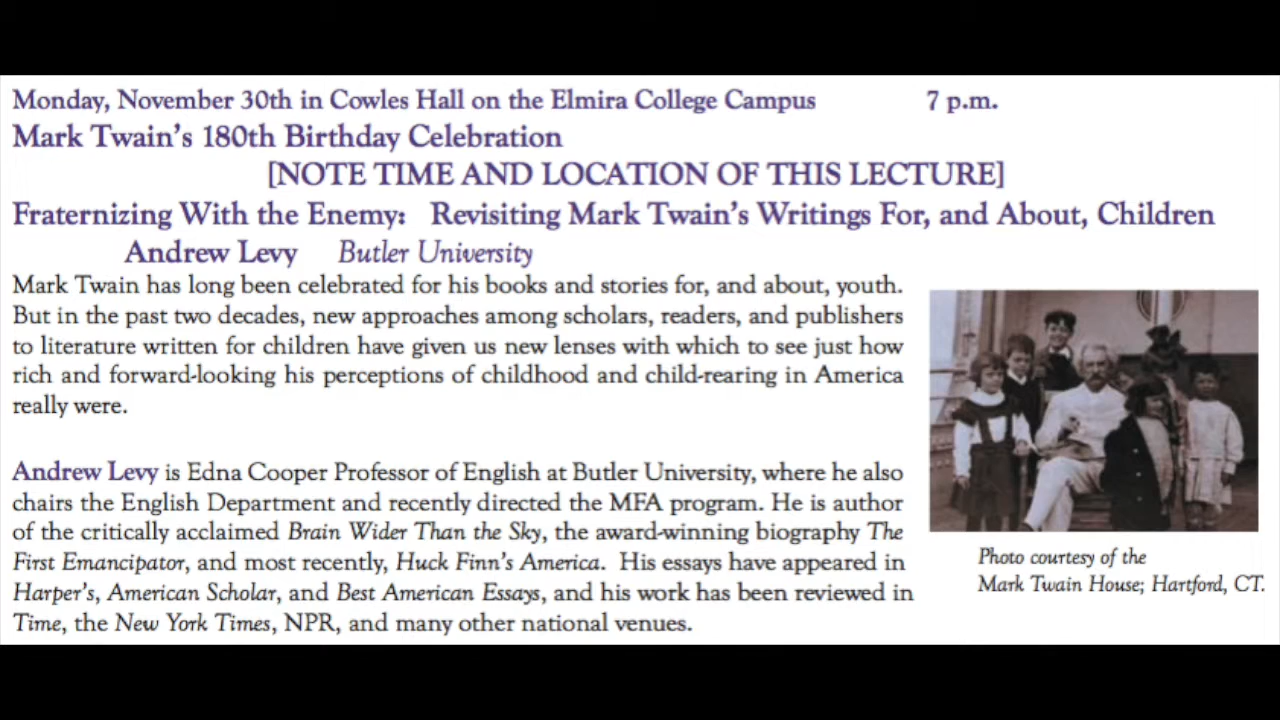 Monday, November 30th in Cowles Hall on the Elmira College Campus 7 p.m.
Mark Twain's 180th Birthday Celebration
[NOTE TIME AND LOCATION OF THIS LECTURE]
Fraternizing With the Enemy: Revisiting Mark Twain's Writings For, and About, Children
Andrew Levy Butler University
Mark Twain has long been celebrated for his books and stories for, and about, youth.
But in the past two decades, new approaches among scholars, readers, and publishers
to literature written for children have given us new lenses with which to see just how
rich and forward-looking his perceptions of childhood and child-rearing in America
really were.
Andrew Levy is Edna Cooper Professor of English at Butler University, where he also
chairs the English Department and recently directed the MFA program. He is author
of the critically acclaimed Brain Wider Than the Sky, the award-winning biography The
First Emancipator, and most recently, Huck Finn's America. His essays have appeared in
Harper's, American Scholar, and Best American Essays, and his work has been reviewed in
Time, the New York Times, NPR, and many other national venues.
Photo courtesy of the
Mark Twain House; Hartford, CT.